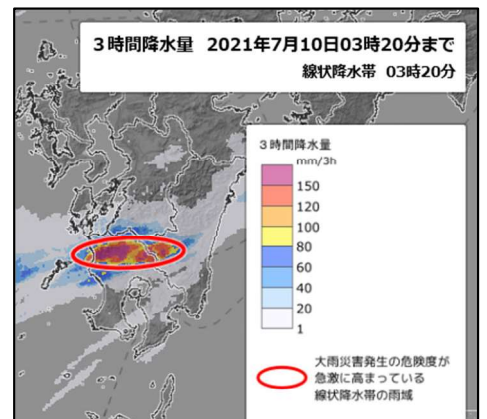 3時間降水量 2021年7月10日03時20分まで
線状降水帯 03時20分
3時間降水量
mm/3h
150
120
100
80
60
40
20
1
大雨災害発生の危険度が
急激に高まっている
線状降水帯の雨域